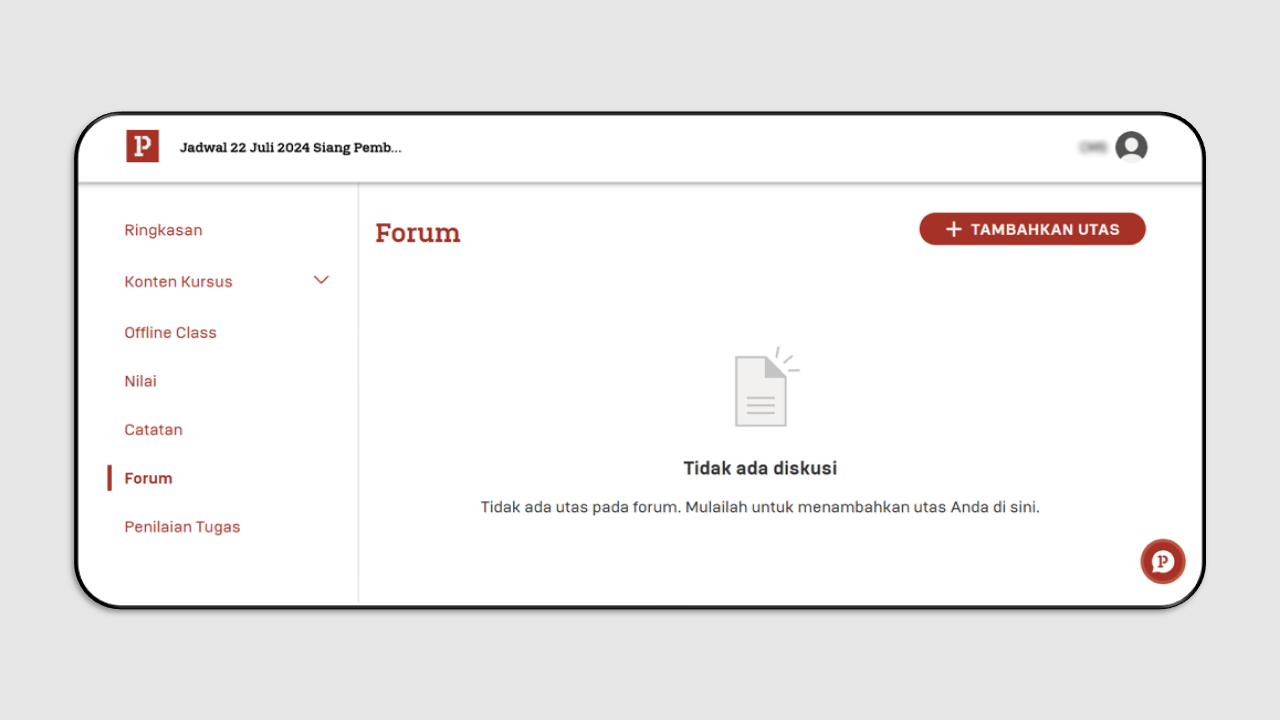 P
Jadwal 22 Juli 2024 Siang Pemb...
Ringkasan
Konten Kursus
Offline Class
Nilai
Catatan
Forum
Penilaian Tugas
Forum
+ TAMBAHKAN UTAS
Tidak ada diskusi
Tidak ada utas pada forum. Mulailah untuk menambahkan utas Anda di sini.
P